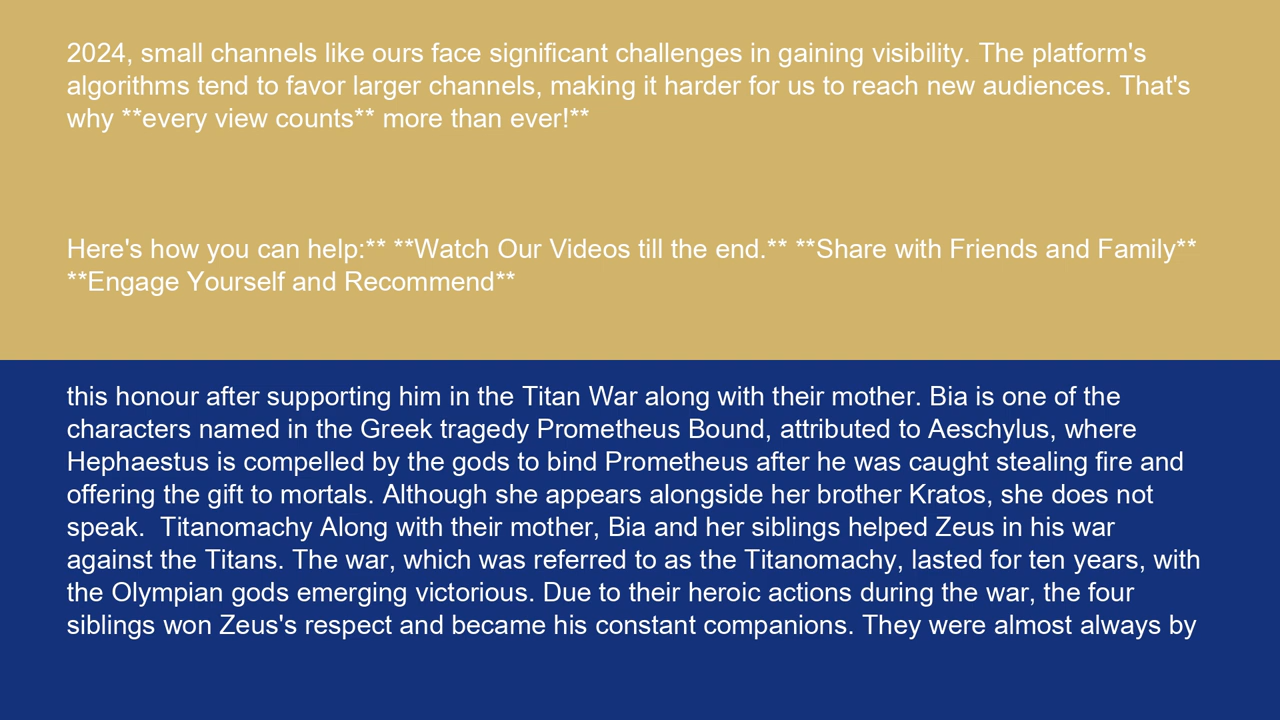 2024, small channels like ours face significant challenges in gaining visibility. The platform's
algorithms tend to favor larger channels, making it harder for us to reach new audiences. That's
why **every view counts** more than ever!**
Here's how you can help:** **Watch Our Videos till the end.** **Share with Friends and Family**
**Engage Yourself and Recommend**
this honour after supporting him in the Titan War along with their mother. Bia is one of the
characters named in the Greek tragedy Prometheus Bound, attributed to Aeschylus, where
Hephaestus is compelled by the gods to bind Prometheus after he was caught stealing fire and
offering the gift to mortals. Although she appears alongside her brother Kratos, she does not
speak.  Titanomachy Along with their mother, Bia and her siblings helped Zeus in his war
against the Titans. The war, which was referred to as the Titanomachy, lasted for ten years, with
the Olympian gods emerging victorious. Due to their heroic actions during the war, the four
siblings won Zeus's respect and became his constant companions. They were almost always by